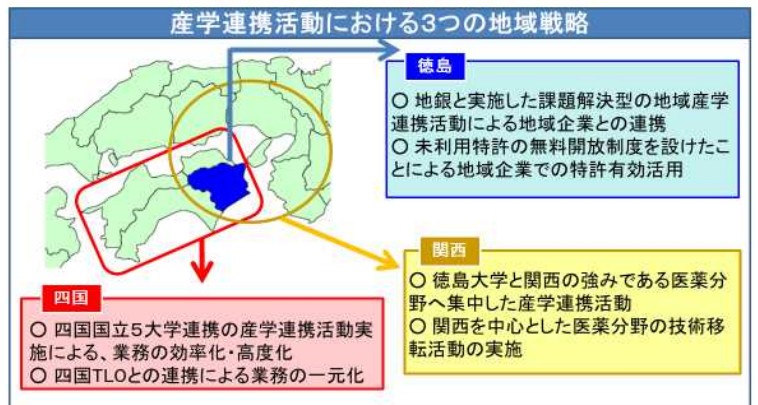 産学連携活動における3つの地域戦略
徳島
○ 地銀と実施した課題解決型の地域産学
連携活動による地域企業との連携
○ 未利用特許の無料開放制度を設けたこ
とによる地域企業での特許有効活用
関西
○ 徳島大学と関西の強みである医薬分
野へ集中した産学連携活動
○ 関西を中心とした医薬分野の技術移
転活動の実施
四国
○ 四国国立5大学連携の産学連携活動実
施による、業務の効率化・高度化
○ 四国TLOとの連携による業務の一元化